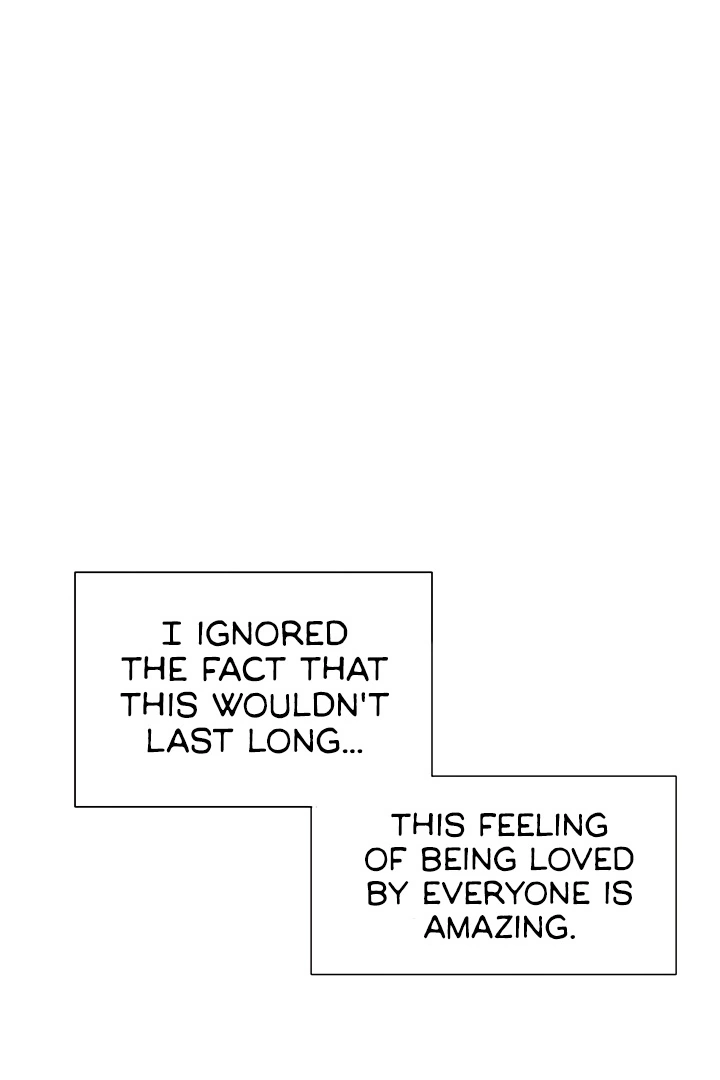 I IGNORED
THE FACT THAT
THIS WOULDN'T
LAST LONG...
THIS FEELING
OF BEING LOVED
BY EVERYONE IS
AMAZING.